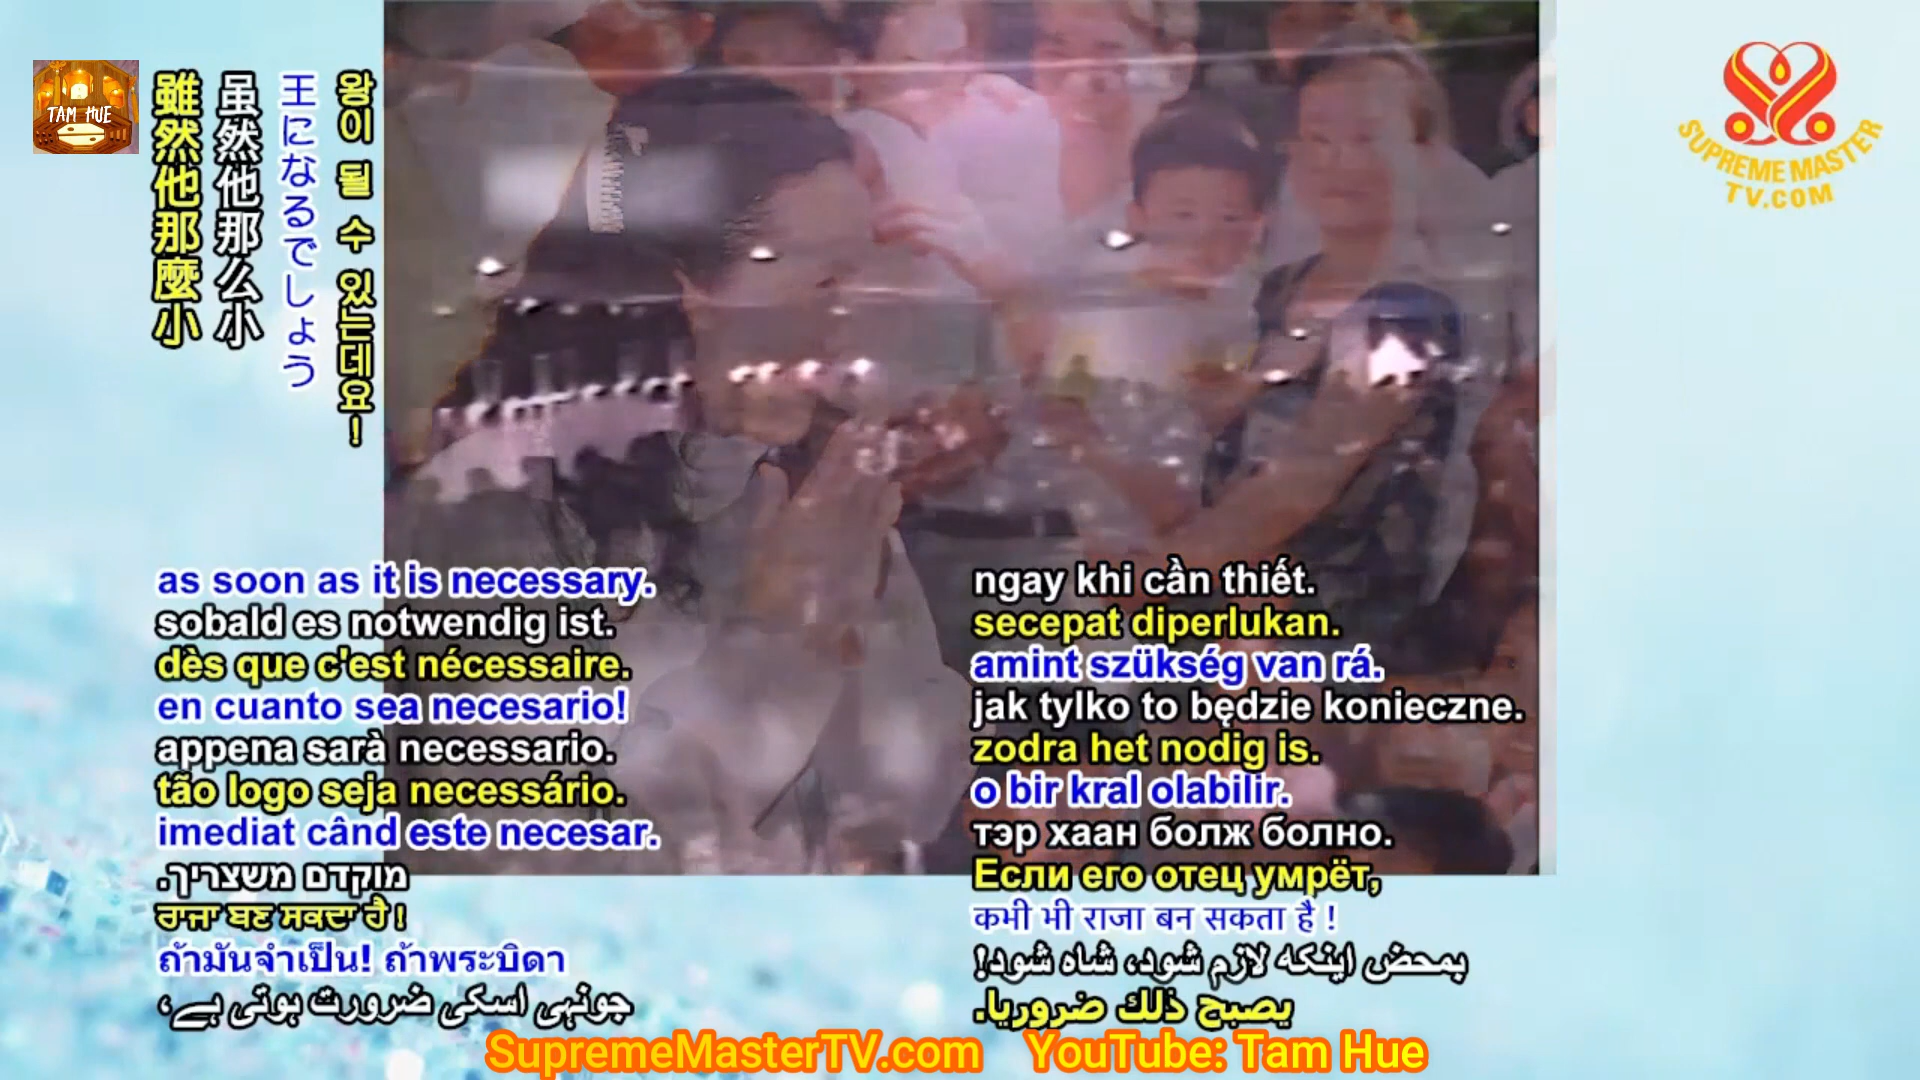 TAM HUE
雖然他那麼小
虽然他那么小
王になるでしょう
왕이 될 수 있는데요!
SUPREME MASTER
TV.COM
as soon as it is necessary.
sobald es notwendig ist.
dès que c'est nécessaire.
en cuanto sea necesario!
appena sarà necessario.
tão logo seja necessário.
imediat când este necesar.
מוקדם משצריך.
ਰਾਜਾ ਬਣ ਸਕਦਾ ਹੈ !
ถ้ามันจำเป็น! ถ้าพระบิดา
جونہی اسکی ضرورت ہوتی ہے،
ngay khi cần thiết.
secepat diperlukan.
amint szükség van rá.
jak tylko to będzie konieczne.
zodra het nodig is.
o bir kral olabilir.
тэр хаан болж болно.
Если его отец умрёт,
कभी भी राजा बन सकता है !
بمحض اینکه لازم شود، شاه شود!
يصبح ذلك ضروريا.
SupremeMasterTV.com YouTube: Tam Hue